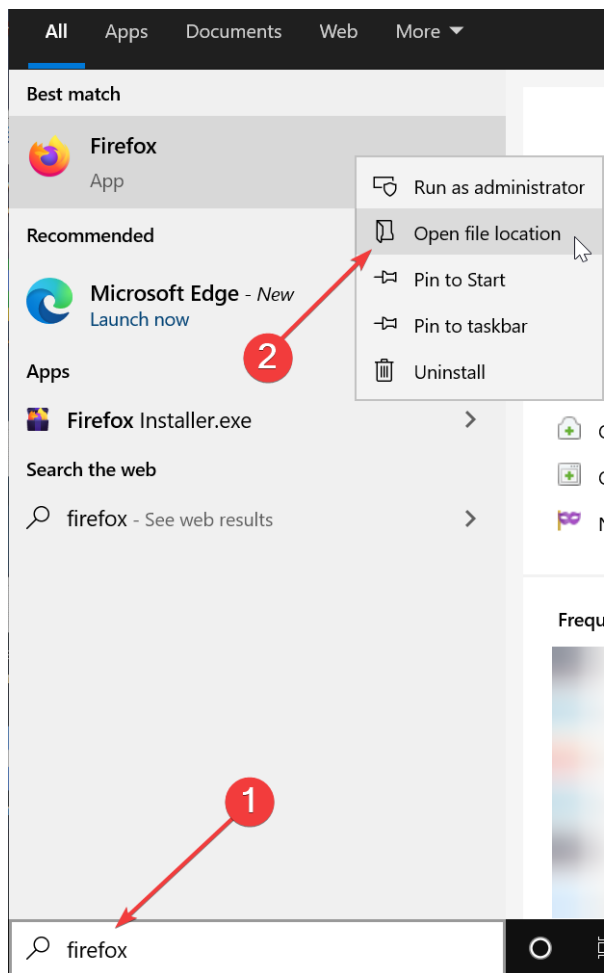 All Apps Documents Web More
Best match
Firefox
App
Run as administrator
Open file location
Pin to Start
Pin to taskbar
Uninstall
Recommended
Microsoft Edge - New
Launch now
2
Apps
Firefox Installer.exe
Search the web
firefox - See web results
Frequ
1
firefox